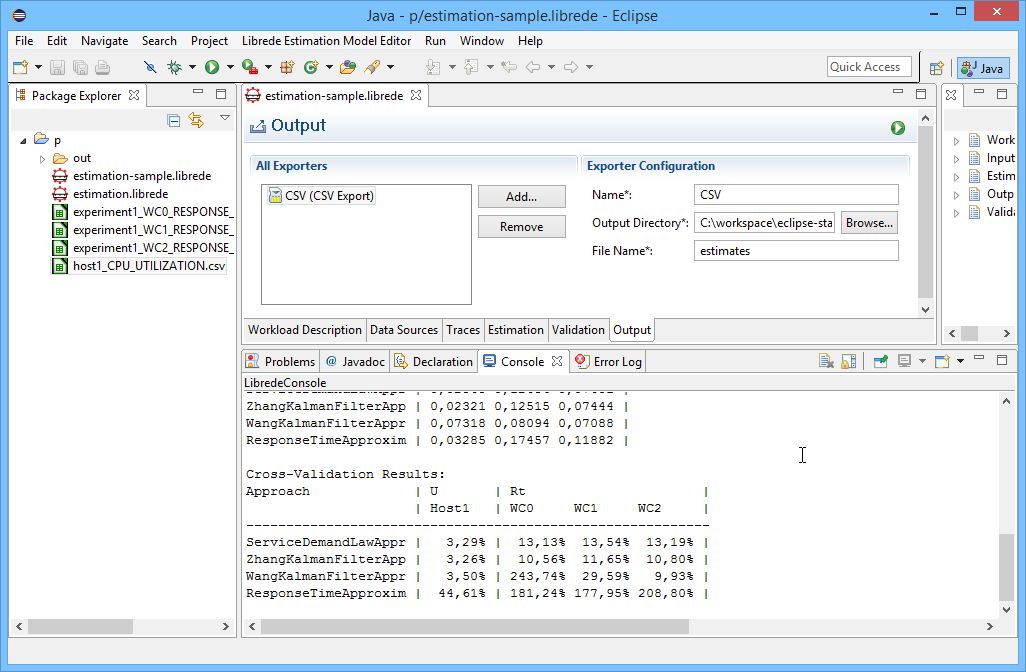 Java - p/estimation-sample.librede - Eclipse
File Edit Navigate Search Project Librede Estimation Model Editor Run Window Help
Quick Access
Java
Package Explorer
p
out
estimation-sample.librede
estimation.librede
experiment1_WC0_RESPONSE_
experiment1_WC1_RESPONSE_
experiment1_WC2_RESPONSE_
host1_CPU_UTILIZATION.csv
estimation-sample.librede
Output
All Exporters
CSV (CSV Export)
Add...
Remove
Exporter Configuration
Name*: CSV
Output Directory*: C:\workspace\eclipse-sta Browse...
File Name*: estimates
Workload Description Data Sources Traces Estimation Validation Output
Work
Input
Estim
Outp
Valida
Problems @ Javadoc Declaration Console Error Log
LibredeConsole
ZhangKalmanFilterApp | 0,02321 0,12515 0,07444 |
WangKalmanFilterApp | 0,07318 0,08094 0,07088 |
ResponseTimeApproxim | 0,03285 0,17457 0,11882 |
Cross-Validation Results:
Approach | U | Rt |
| Host1 | WC0 WC1 WC2 |
----------------------------------------------------------
ServiceDemandLawAppr | 3,29% | 13,13% 13,54% 13,19% |
ZhangKalmanFilterApp | 3,26% | 10,56% 11,65% 10,80% |
WangKalmanFilterAppr | 3,50% | 243,74% 29,59% 9,93% |
ResponseTimeApproxim | 44,61% | 181,24% 177,95% 208,80% |